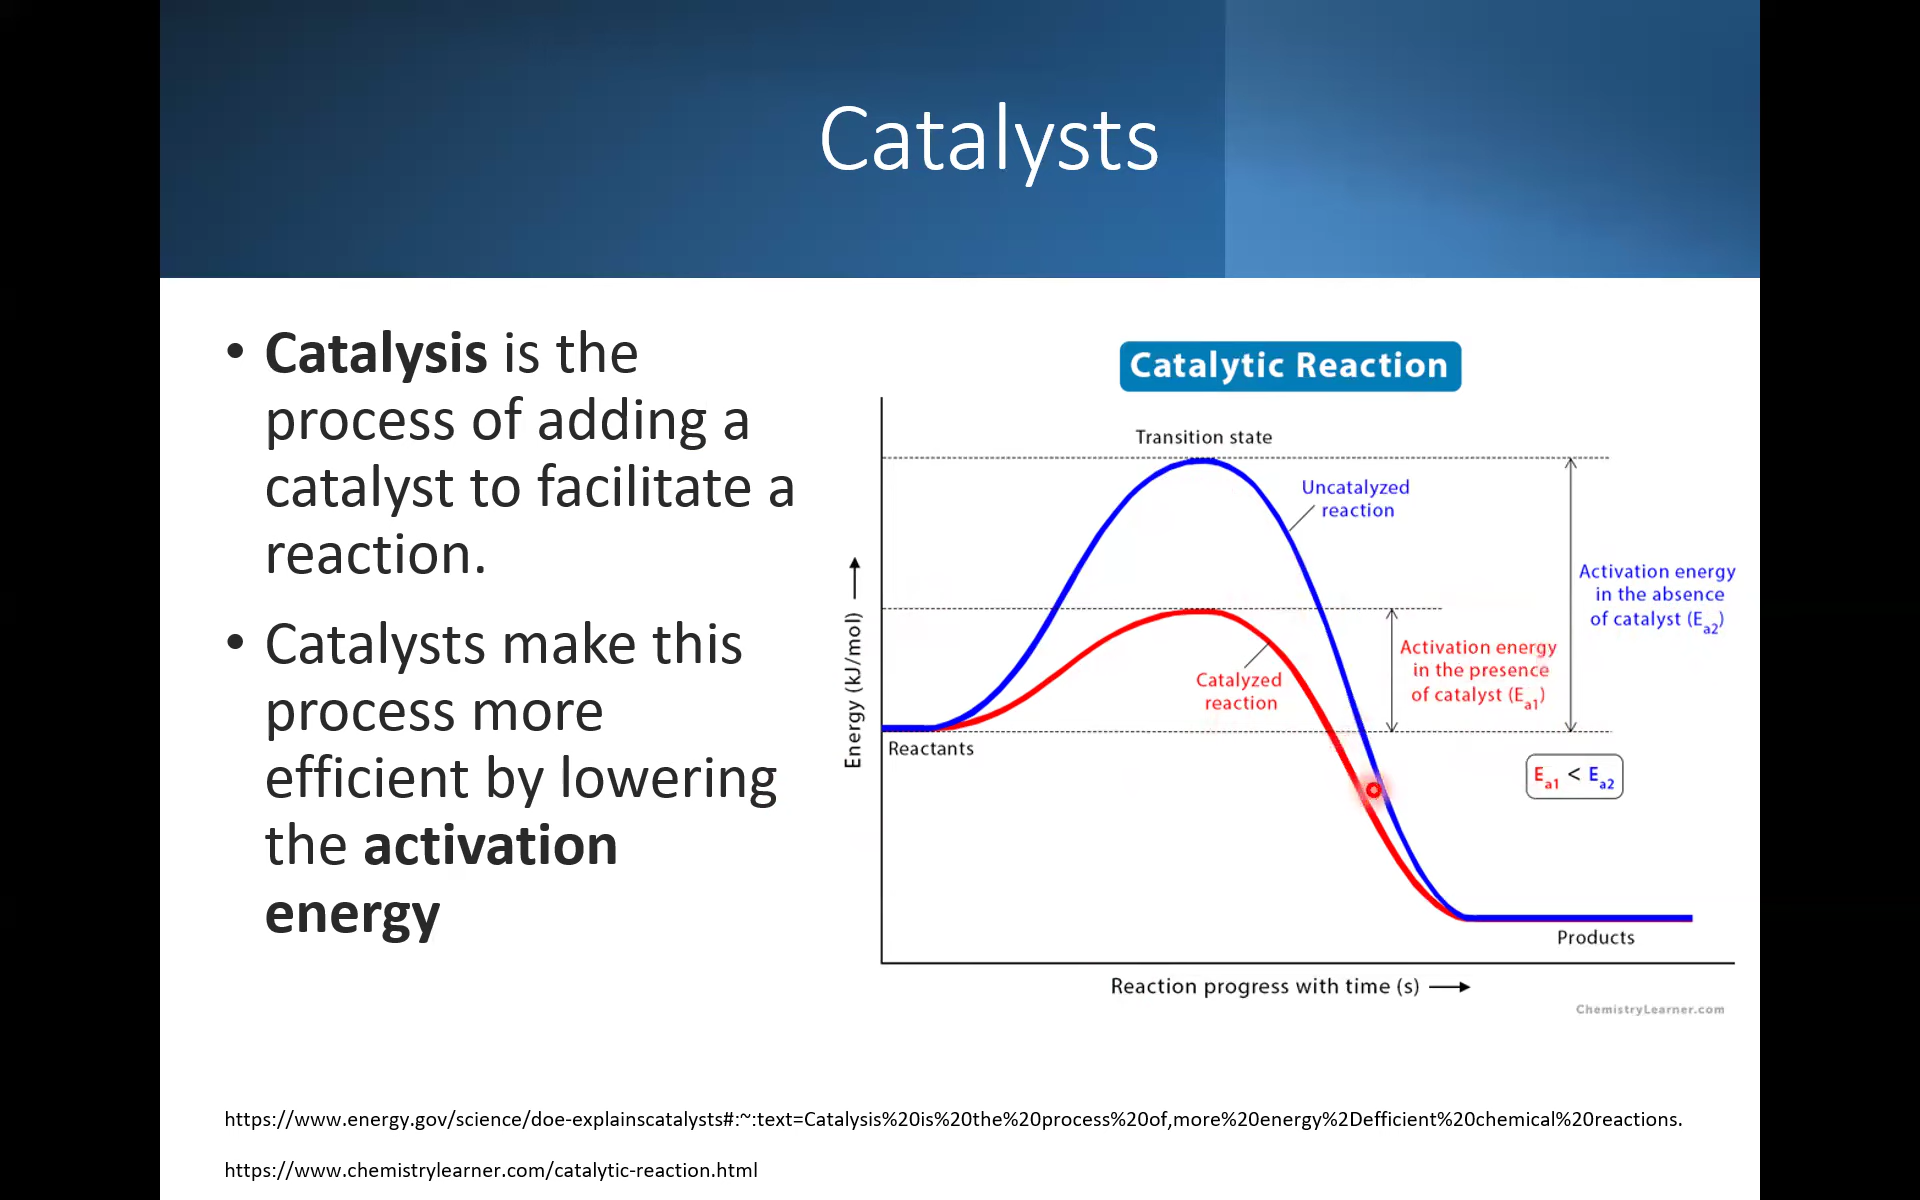 Catalysts
• Catalysis is the
process of adding a
catalyst to facilitate a
reaction.
• Catalysts make this
process more
efficient by lowering
the activation
energy
Catalytic Reaction
Transition state
Uncatalyzed
reaction
Activation energy
in the absence
of catalyst (Ea2)
Activation energy
in the presence
of catalyst (Ea1)
Catalyzed
reaction
Energy (kJ/mol)
Reactants
Ea1 < Ea2
Products
Reaction progress with time (s)
ChemistryLearner.com
https://www.energy.gov/science/doe-explainscatalysts#:~:text=Catalysis%20is%20the%20process%20of,more%20energy%2Defficient%20chemical%20reactions.
https://www.chemistrylearner.com/catalytic-reaction.html